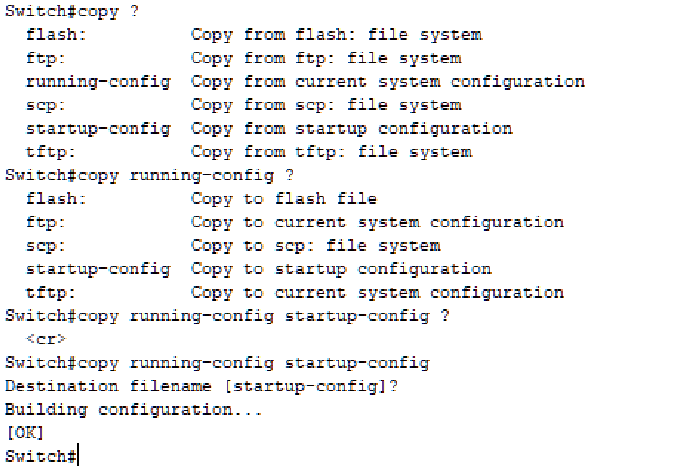 Switch#copy ?
  flash:          Copy from flash: file system
  ftp:            Copy from ftp: file system
  running-config  Copy from current system configuration
  scp:            Copy from scp: file system
  startup-config  Copy from startup configuration
  tftp:           Copy from tftp: file system
Switch#copy running-config ?
  flash:          Copy to flash file
  ftp:            Copy to current system configuration
  scp:            Copy to scp: file system
  startup-config  Copy to startup configuration
  tftp:           Copy to current system configuration
Switch#copy running-config startup-config ?
  <cr>
Switch#copy running-config startup-config
Destination filename [startup-config]?
Building configuration...
[OK]
Switch#